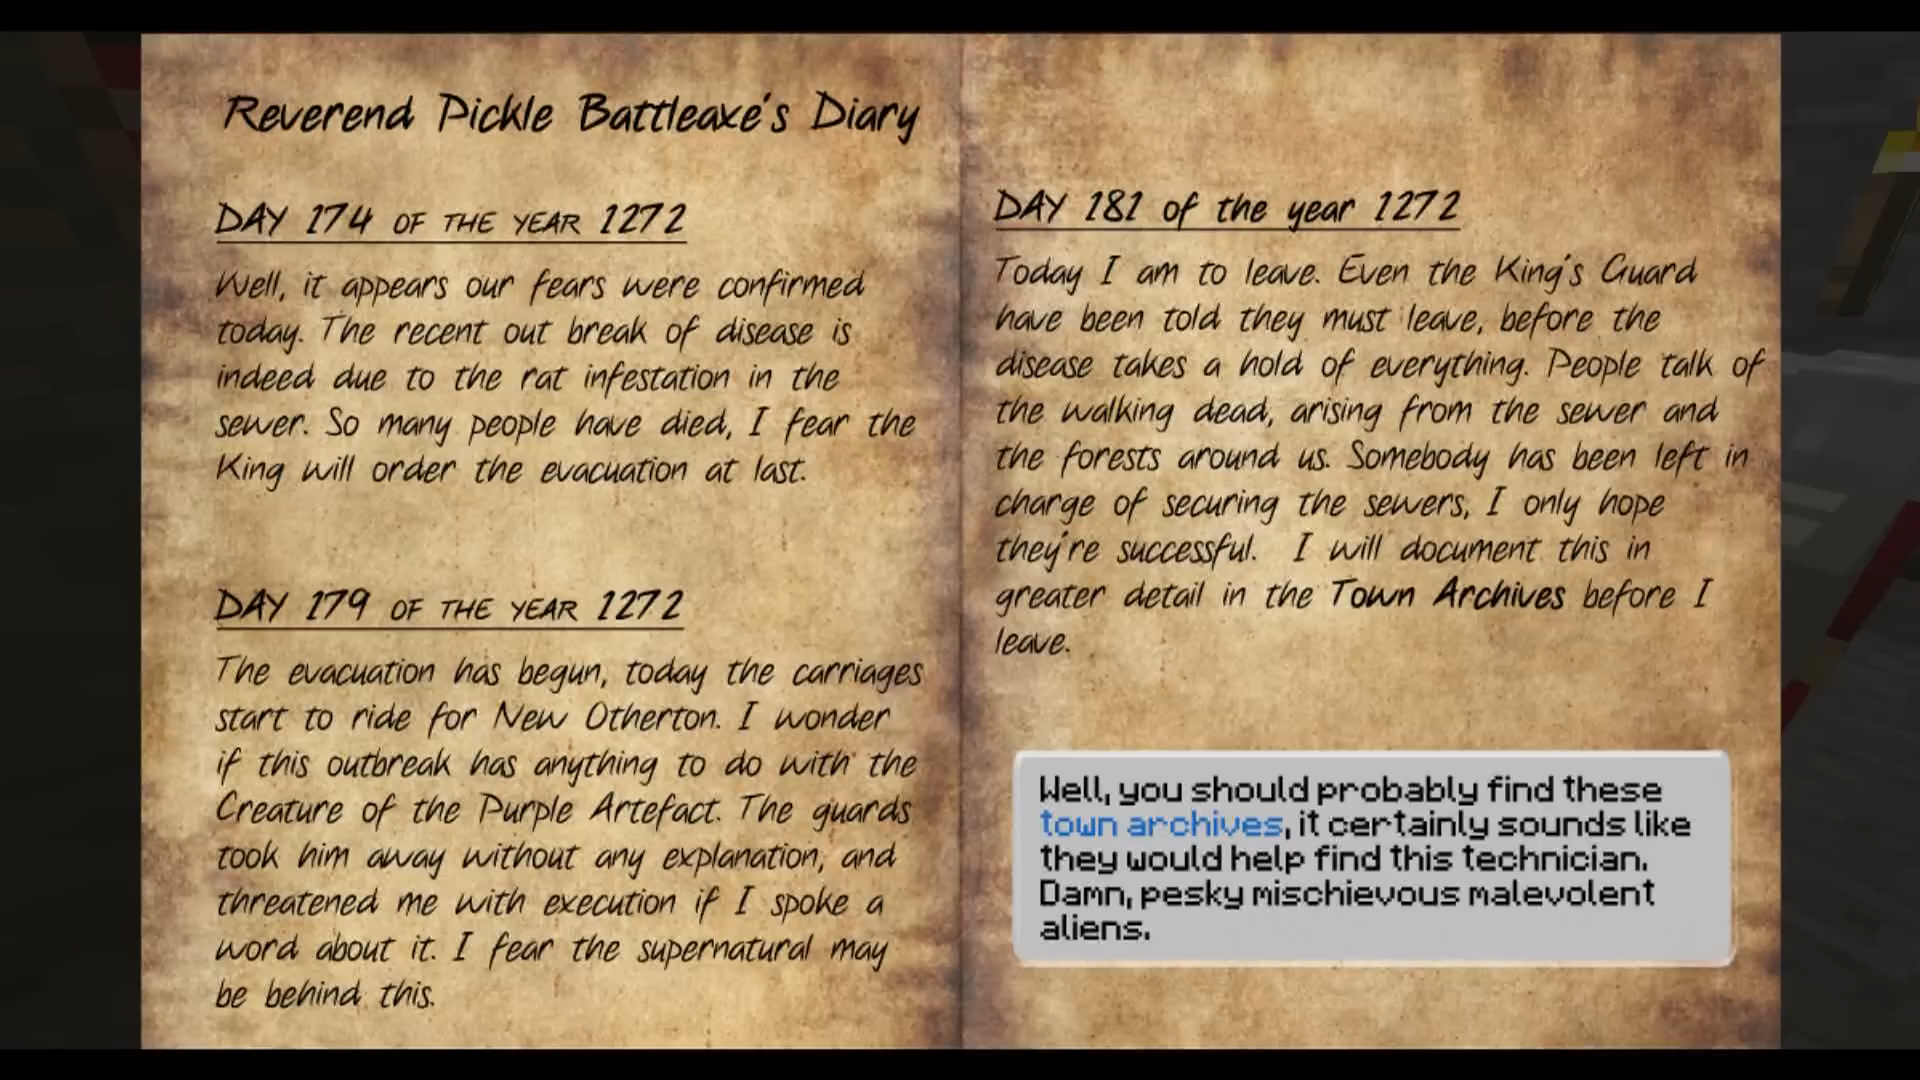 Reverend Pickle Battleaxe's Diary
DAY 174 OF THE YEAR 1272
Well, it appears our fears were confirmed
today. The recent out break of disease is
indeed due to the rat infestation in the
sewer. So many people have died, I fear the
King will order the evacuation at last.
DAY 179 OF THE YEAR 1272
The evacuation has begun, today the carriages
start to ride for New Otherton. I wonder
if this outbreak has anything to do with the
Creature of the Purple Artefact. The guards
took him away without any explanation, and
threatened me with execution if I spoke a
word about it. I fear the supernatural may
be behind this.
DAY 181 of the year 1272
Today I am to leave. Even the King's Guard
have been told they must leave, before the
disease takes a hold of everything. People talk of
the walking dead, arising from the sewer and
the forests around us. Somebody has been left in
charge of securing the sewers, I only hope
they're successful. I will document this in
greater detail in the Town Archives before I
leave.
Well, you should probably find these
town archives, it certainly sounds like
they would help find this technician.
Damn, pesky mischievous malevolent
aliens.